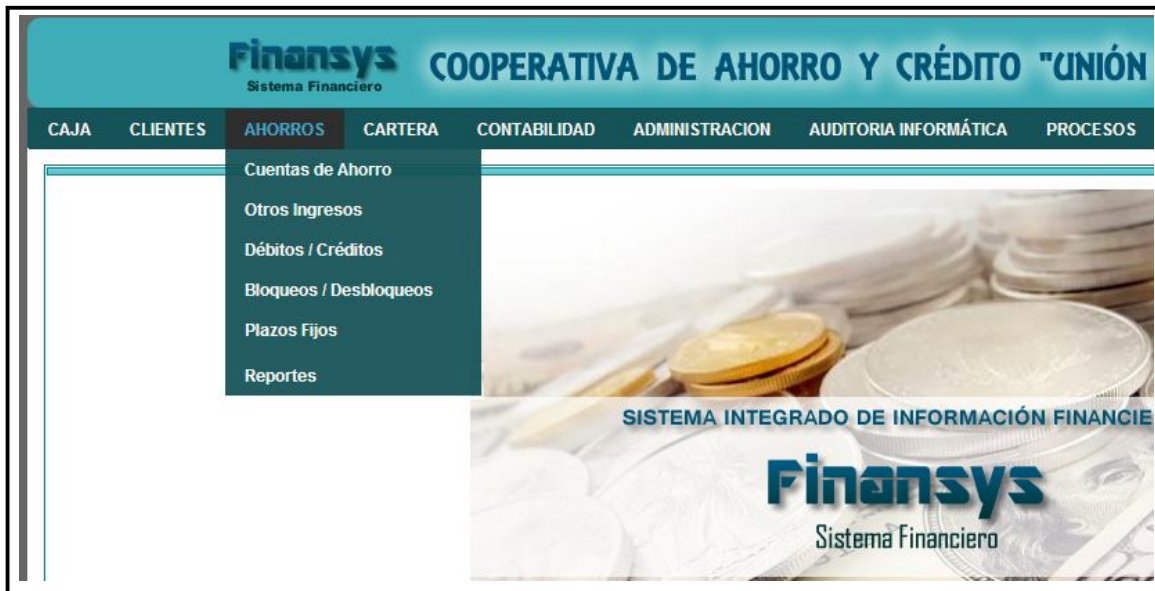 Finansys
Sistema Financiero
COOPERATIVA DE AHORRO Y CRÉDITO "UNIÓN
CAJA CLIENTES AHORROS CARTERA CONTABILIDAD ADMINISTRACION AUDITORIA INFORMÁTICA PROCESOS
Cuentas de Ahorro
Otros Ingresos
Débitos / Créditos
Bloqueos / Desbloqueos
Plazos Fijos
Reportes
SISTEMA INTEGRADO DE INFORMACIÓN FINANCIE
Finansys
Sistema Financiero